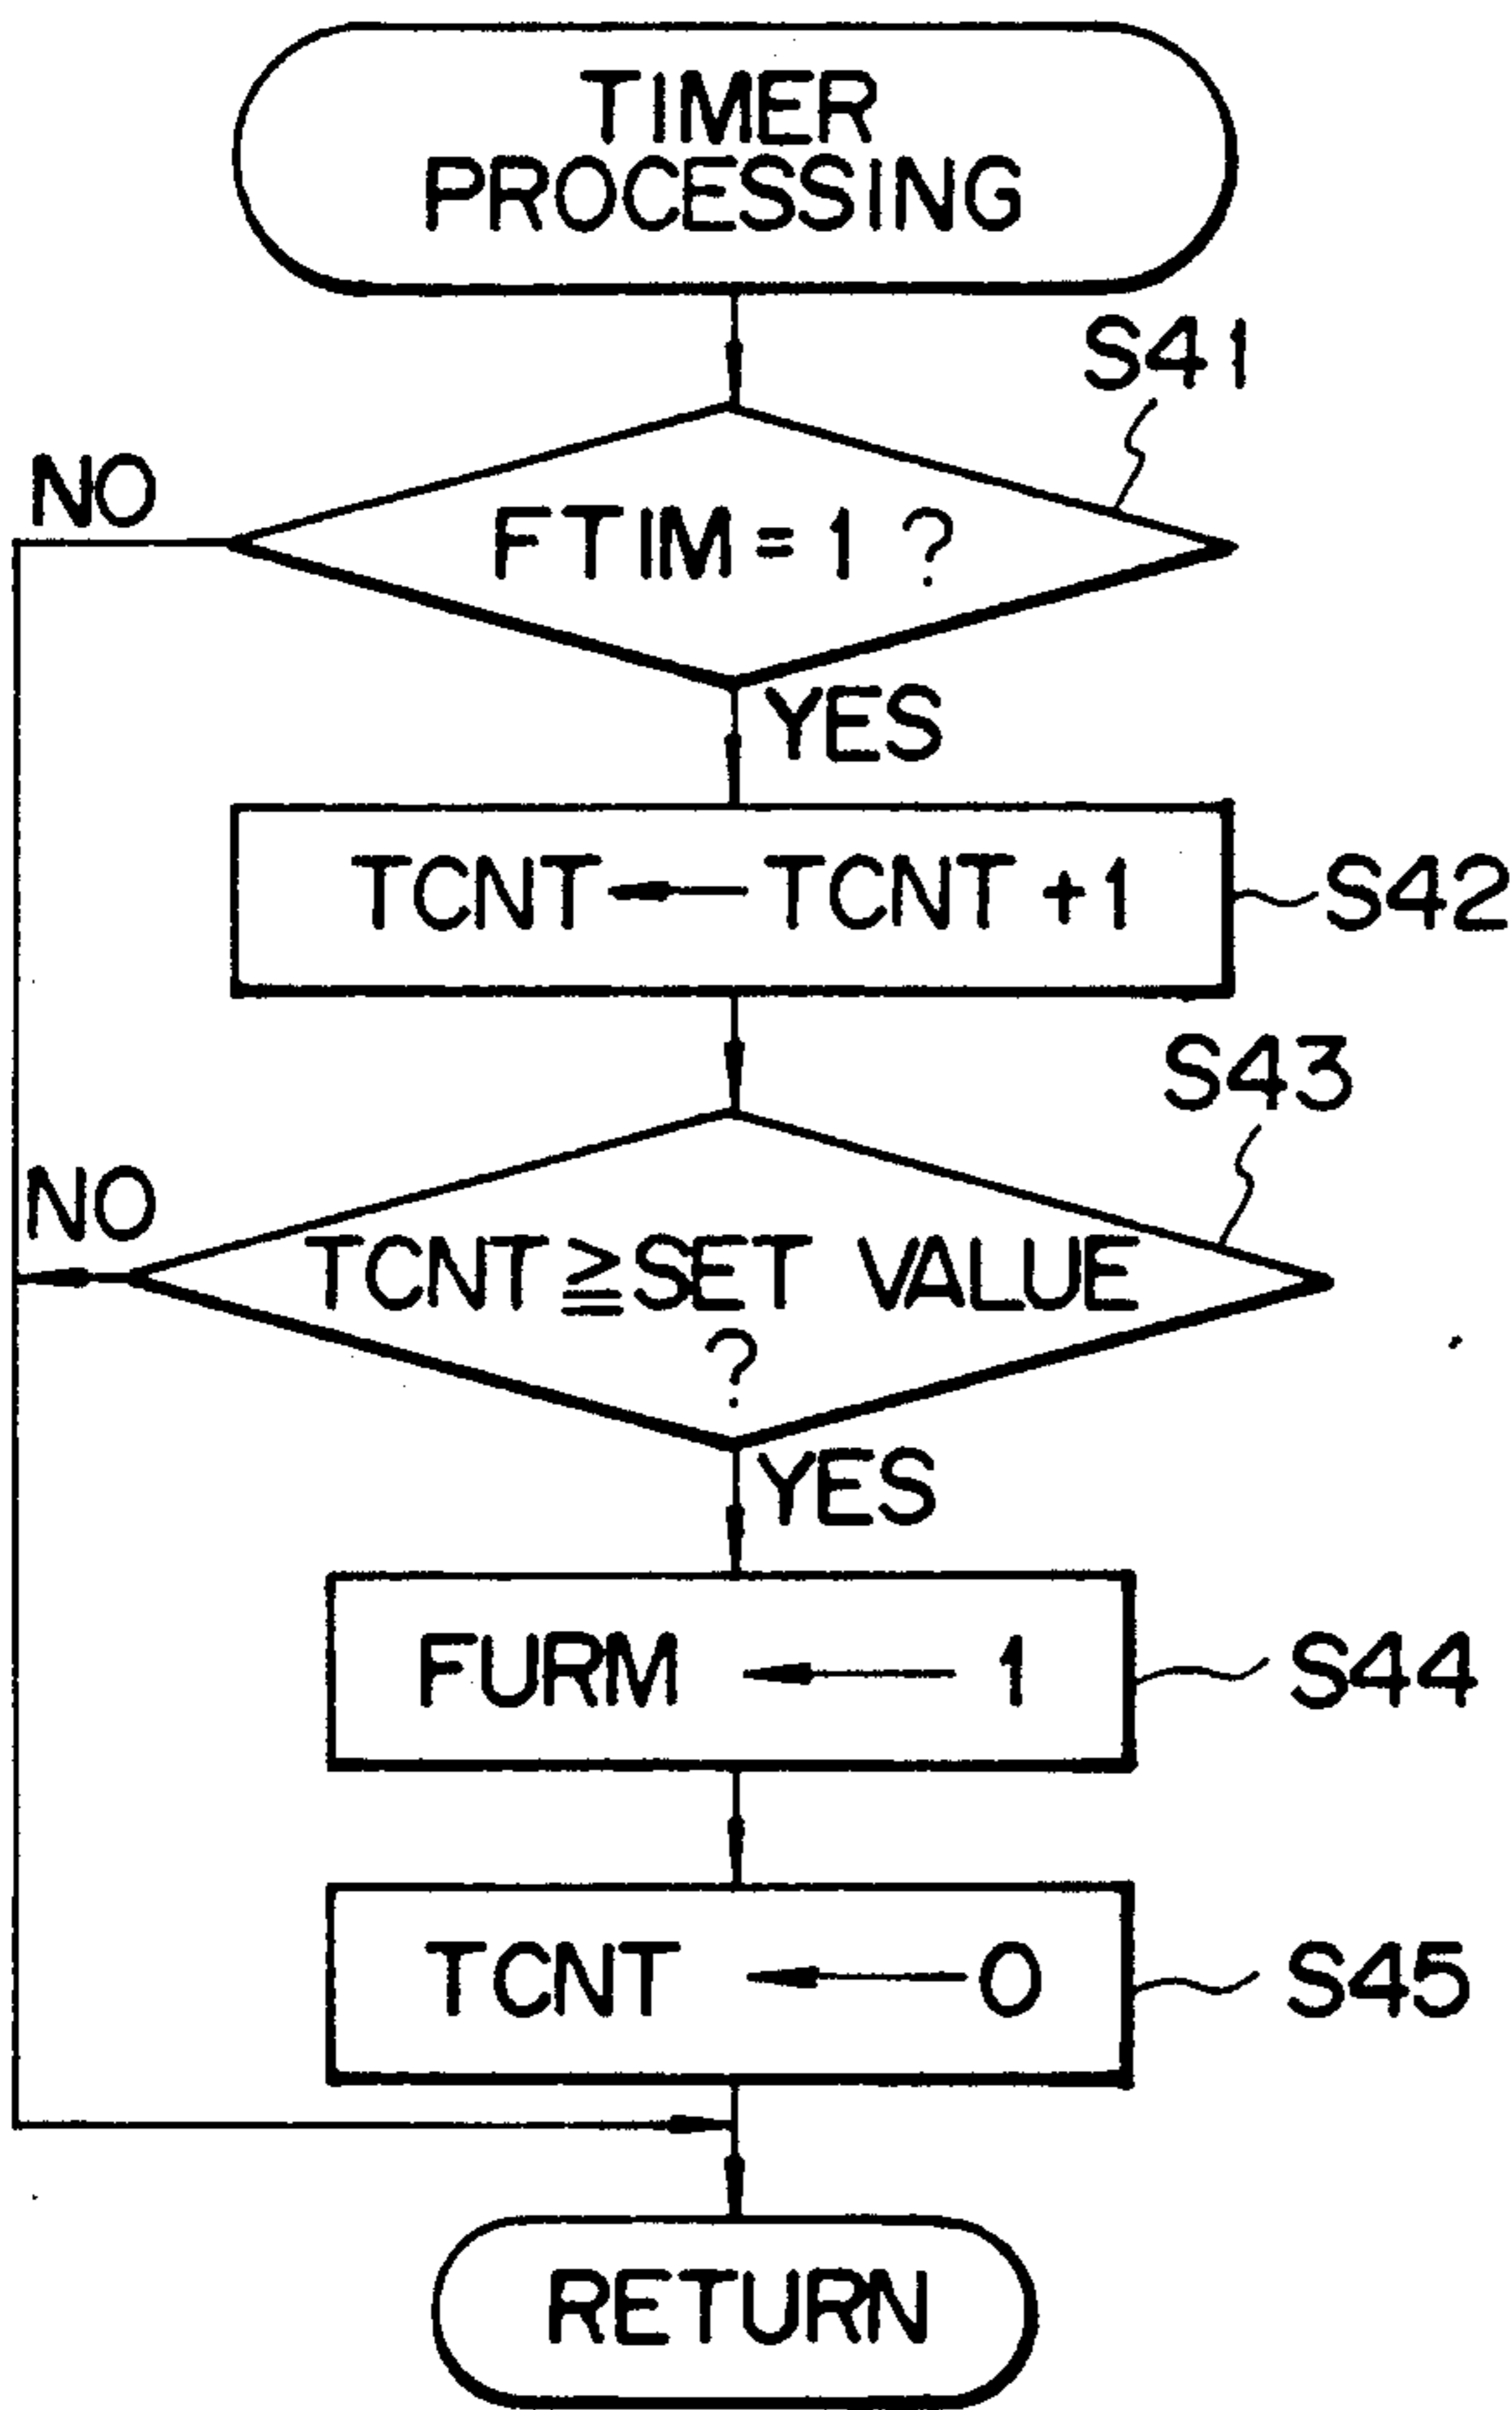 TIMER
PROCESSING
S41
NO
FTIM=1 ?
YES
TCNT←TCNT+1
S42
S43
NO
TCNT≧SET VALUE
?
YES
FURM ← 1
S44
TCNT ← 0
S45
RETURN